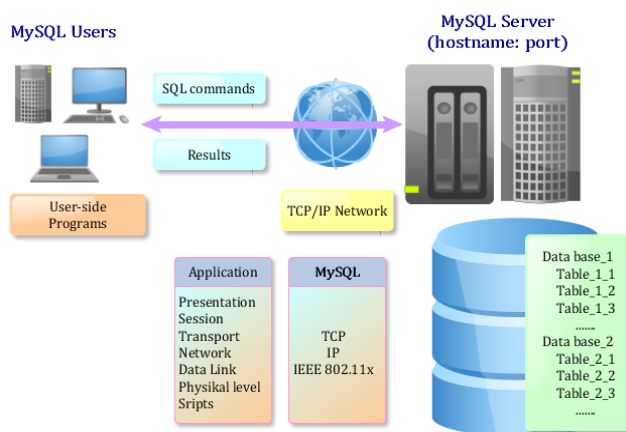 MySQL Users
MySQL Server
(hostname: port)
SQL commands
Results
User-side
Programs
TCP/IP Network
Application
Presentation
Session
Transport
Network
Data Link
Physikal level
Sripts
MySQL
TCP
IP
IEEE 802.11x
Data base_1
Table_1_1
Table_1_2
Table_1_3
.......
Data base_2
Table_2_1
Table_2_2
Table_2_3
.......